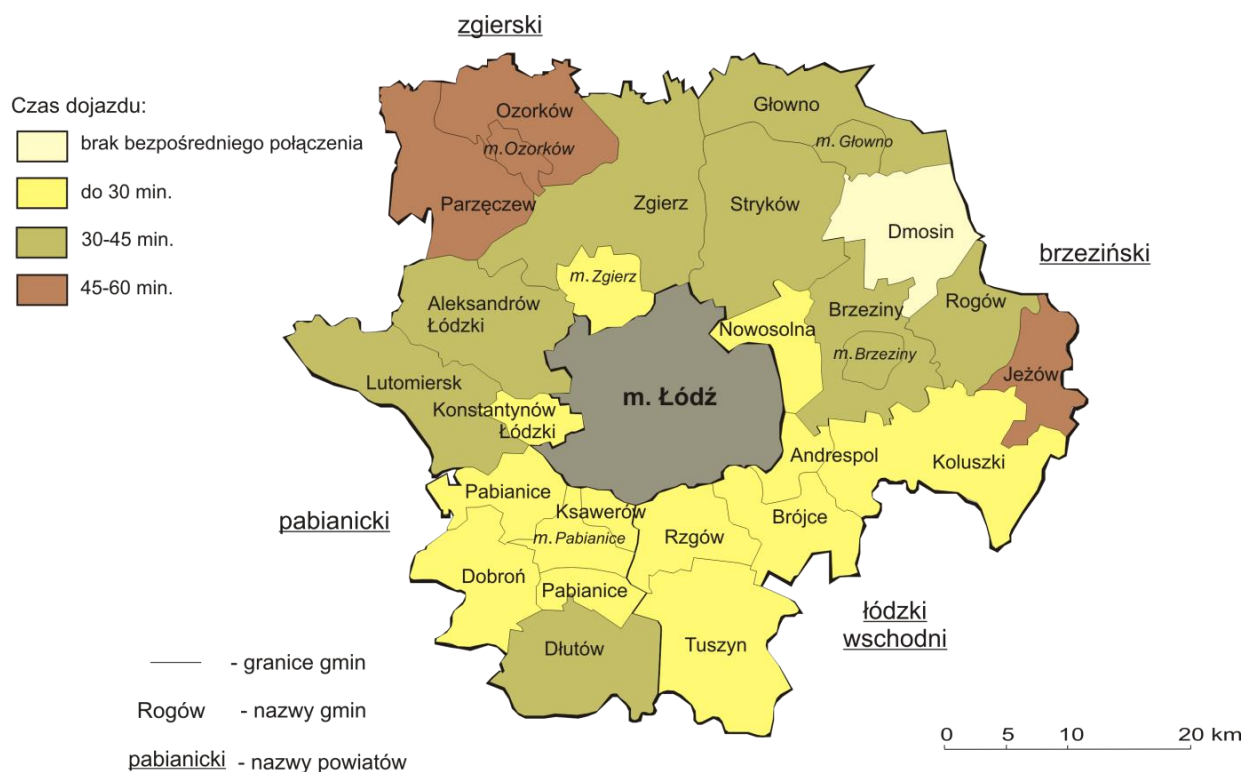 zgierski
Czas dojazdu:
brak bezpośredniego połączenia
do 30 min.
30-45 min.
45-60 min.
Ozorków
m.Ozorków
Parzęczew
Głowno
m.Głowno
Zgierz
Stryków
Dmosin
m.Zgierz
brzeziński
Aleksandrów
Łódzki
Nowosolna
Brzeziny
Rogów
m.Brzeziny
Jeżów
Lutomiersk
Konstantynów
Łódzki
m. Łódź
Andrespol
Koluszki
pabianicki
Pabianice
Ksawerów
m.Pabianice
Rzgów
Brójce
Dobroń
Pabianice
łódzki
wschodni
Dłutów
Tuszyn
- granice gmin
Rogów - nazwy gmin
pabianicki - nazwy powiatów
0 5 10 20 km